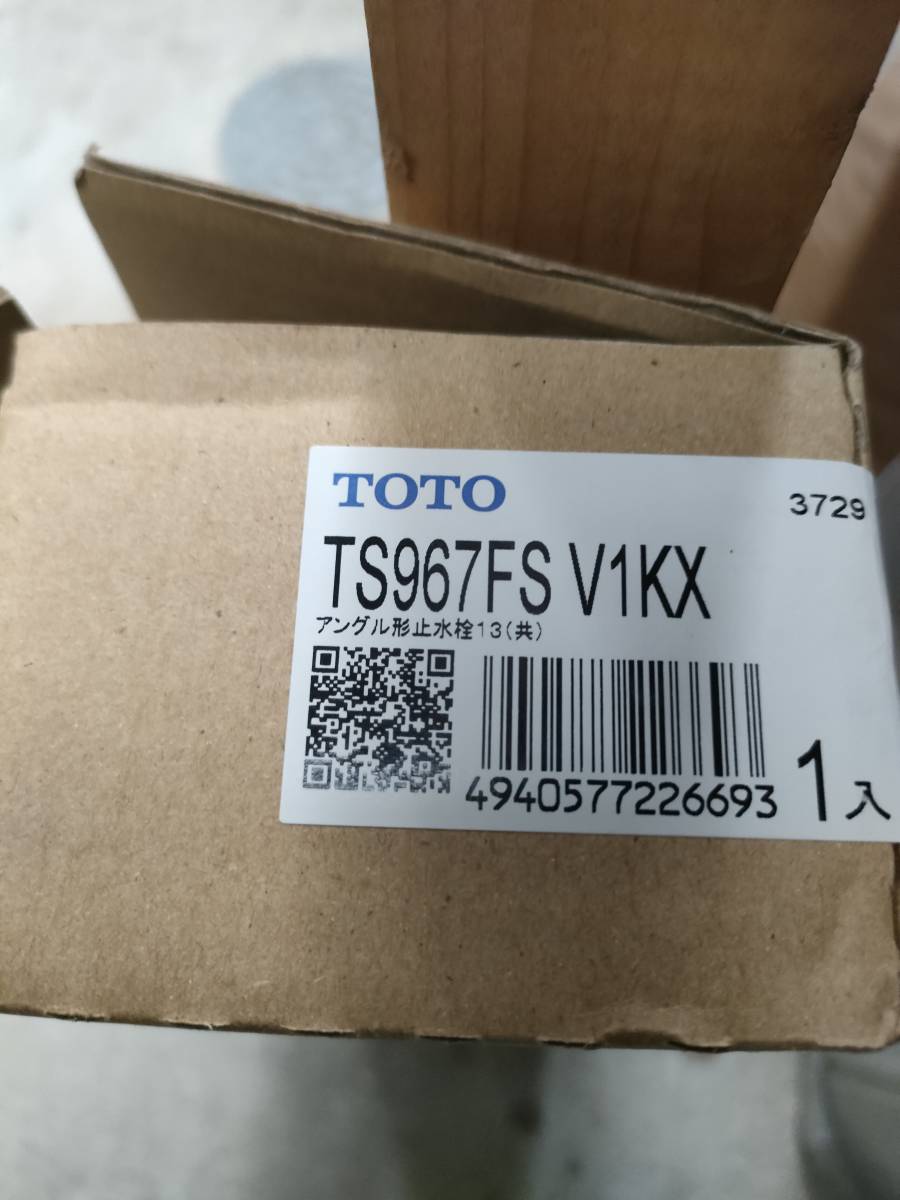 TOTO
3729
TS967FS V1KX
アングル形止水栓13(共)
4940577226693
1入